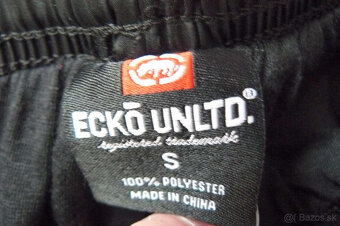 ECKŌ UNLTD.®
registered trademark
S
100% POLYESTER
MADE IN CHINA
Bazos.sk